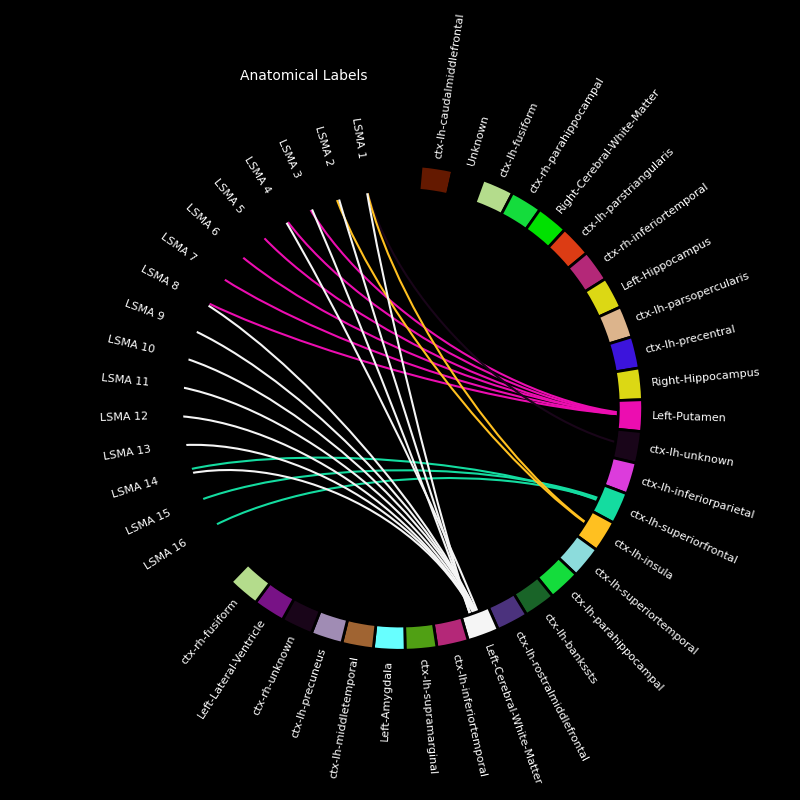 Anatomical Labels
LSMA 1
LSMA 2
LSMA 3
LSMA 4
LSMA 5
LSMA 6
LSMA 7
LSMA 8
LSMA 9
LSMA 10
LSMA 11
LSMA 12
LSMA 13
LSMA 14
LSMA 15
LSMA 16
ctx-lh-caudalmiddlefrontal
Unknown
ctx-lh-fusiform
ctx-rh-parahippocampal
Right-Cerebral-White-Matter
ctx-lh-parstriangularis
ctx-rh-inferiortemporal
Left-Hippocampus
ctx-lh-parsopercularis
ctx-lh-precentral
Right-Hippocampus
Left-Putamen
ctx-lh-unknown
ctx-lh-inferiorparietal
ctx-lh-superiorfrontal
ctx-lh-insula
ctx-lh-superiortemporal
ctx-lh-parahippocampal
ctx-lh-bankssts
ctx-lh-rostralmiddlefrontal
Left-Cerebral-White-Matter
ctx-lh-inferiortemporal
ctx-lh-supramarginal
Left-Amygdala
ctx-lh-middletemporal
ctx-lh-precuneus
ctx-rh-unknown
Left-Lateral-Ventricle
ctx-rh-fusiform